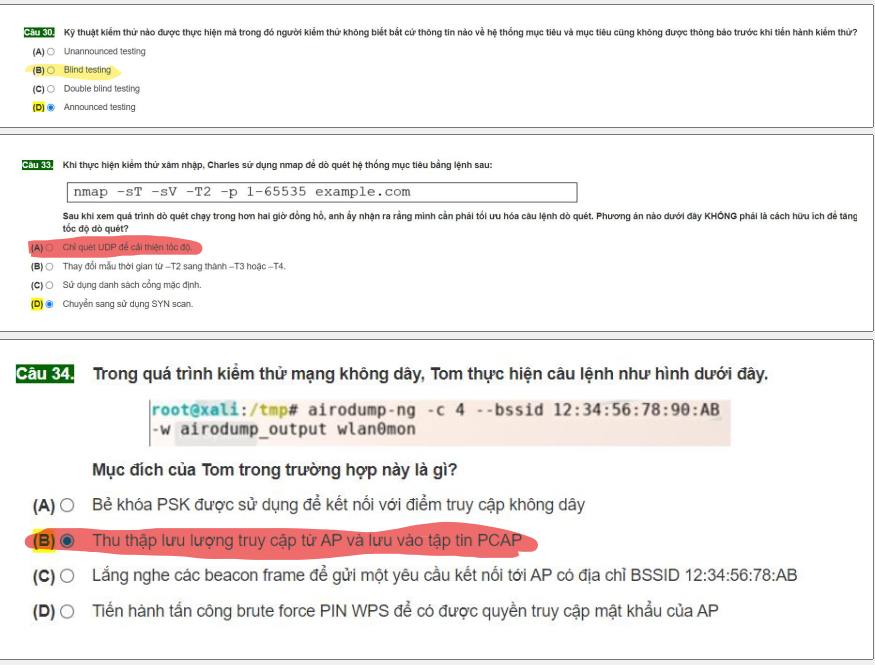 Câu 30. Kỹ thuật kiểm thử nào được thực hiện mà trong đó người kiểm thử không biết bất cứ thông tin nào về hệ thống mục tiêu và mục tiêu cũng không được thông báo trước khi tiến hành kiểm thử?
(A) Unannounced testing
(B) Blind testing
(C) Double blind testing
(D) Announced testing
Câu 33. Khi thực hiện kiểm thử xâm nhập, Charles sử dụng nmap để dò quét hệ thống mục tiêu bằng lệnh sau:
nmap -sT -sV -T2 -p 1-65535 example.com
Sau khi xem quá trình dò quét chạy trong hơn hai giờ đồng hồ, anh ấy nhận ra rằng mình cần phải tối ưu hóa câu lệnh dò quét. Phương án nào dưới đây KHÔNG phải là cách hữu ích để tăng
tốc độ dò quét?
(A) Chỉ quét UDP để cải thiện tốc độ.
(B) Thay đổi mẫu thời gian từ –T2 sang thành –T3 hoặc –T4.
(C) Sử dụng danh sách cổng mặc định.
(D) Chuyển sang sử dụng SYN scan.
Câu 34. Trong quá trình kiểm thử mạng không dây, Tom thực hiện câu lệnh như hình dưới đây.
root@xali:/tmp# airodump-ng -c 4 --bssid 12:34:56:78:90:AB
-w airodump_output wlan0mon
Mục đích của Tom trong trường hợp này là gì?
(A) Bẻ khóa PSK được sử dụng để kết nối với điểm truy cập không dây
(B) Thu thập lưu lượng truy cập từ AP và lưu vào tập tin PCAP
(C) Lắng nghe các beacon frame để gửi một yêu cầu kết nối tới AP có địa chỉ BSSID 12:34:56:78:AB
(D) Tiến hành tấn công brute force PIN WPS để có được quyền truy cập mật khẩu của AP